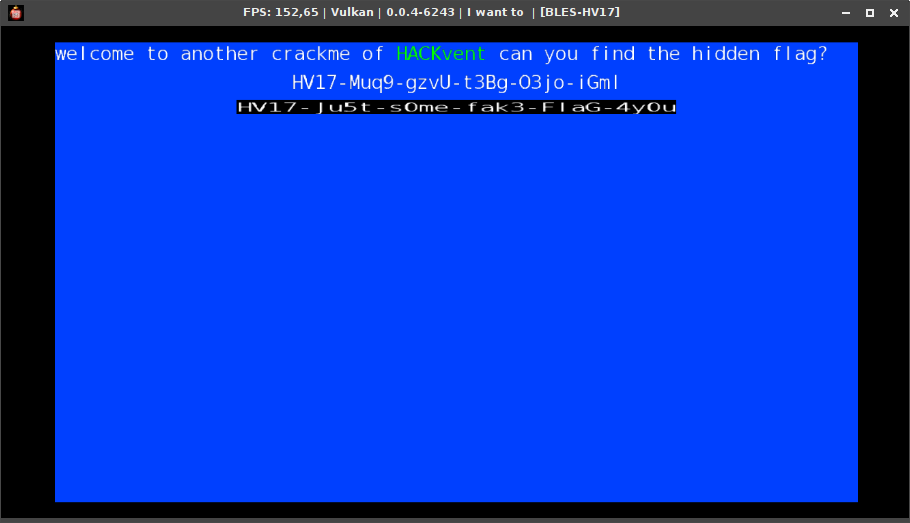 FPS: 152,65 | Vulkan | 0.0.4-6243 | I want to | [BLES-HV17]
welcome to another crackme of HACKvent can you find the hidden flag?
HV17-Muq9-gzvU-t3Bg-O3jo-iGml
HV17-Ju5t-s0me-fak3-FlaG-4y0u